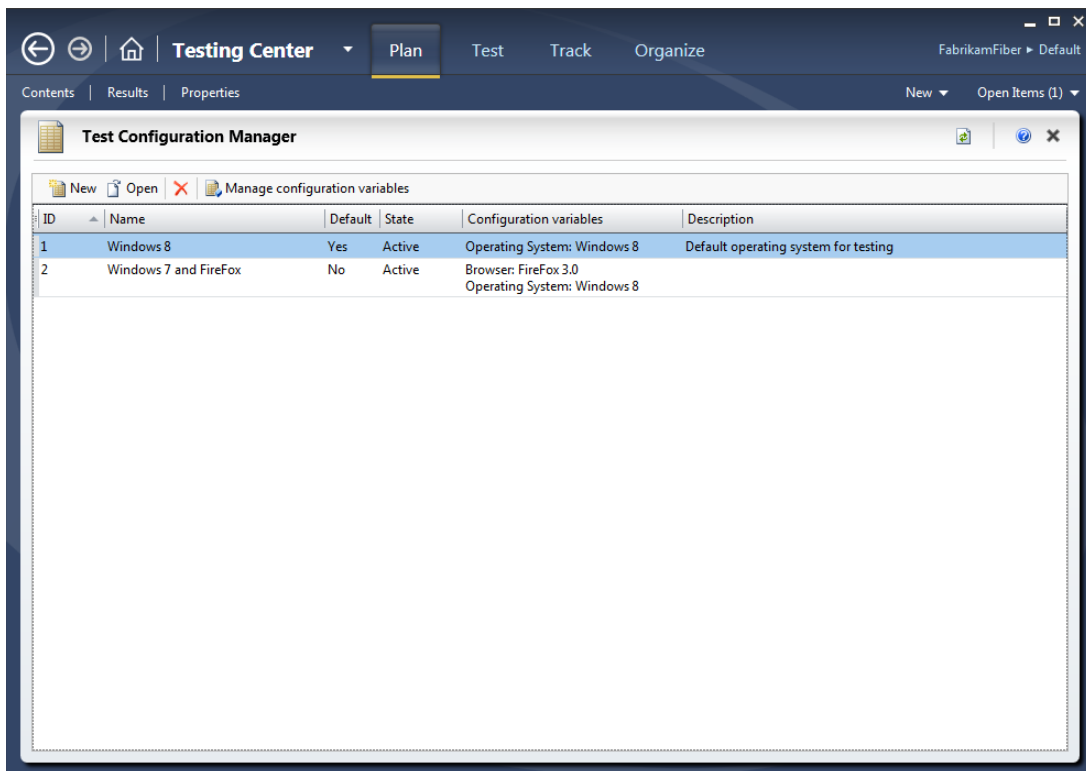 Testing Center Plan Test Track Organize FabrikamFiber ▸ Default
Contents | Results | Properties New Open Items (1)
Test Configuration Manager
New Open Manage configuration variables
ID Name Default State Configuration variables Description
1 Windows 8 Yes Active Operating System: Windows 8 Default operating system for testing
2 Windows 7 and FireFox No Active Browser: FireFox 3.0
Operating System: Windows 8